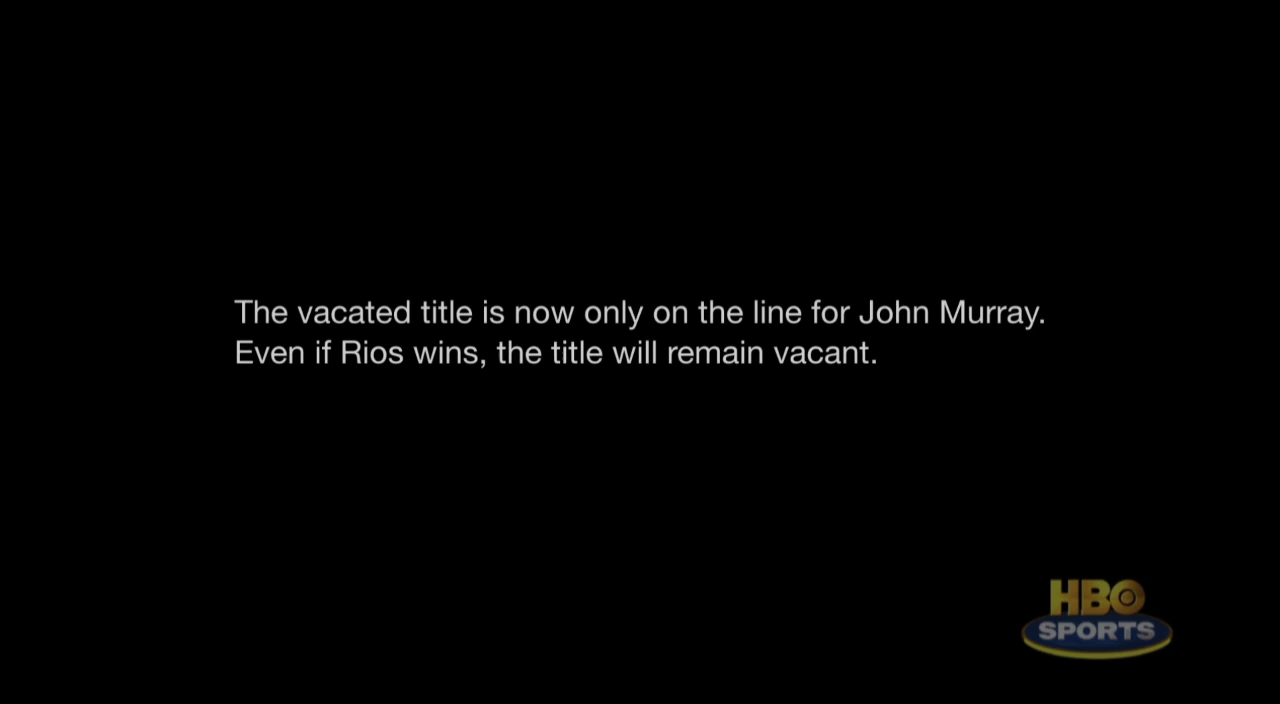 The vacated title is now only on the line for John Murray.
Even if Rios wins, the title will remain vacant.
HBO
SPORTS